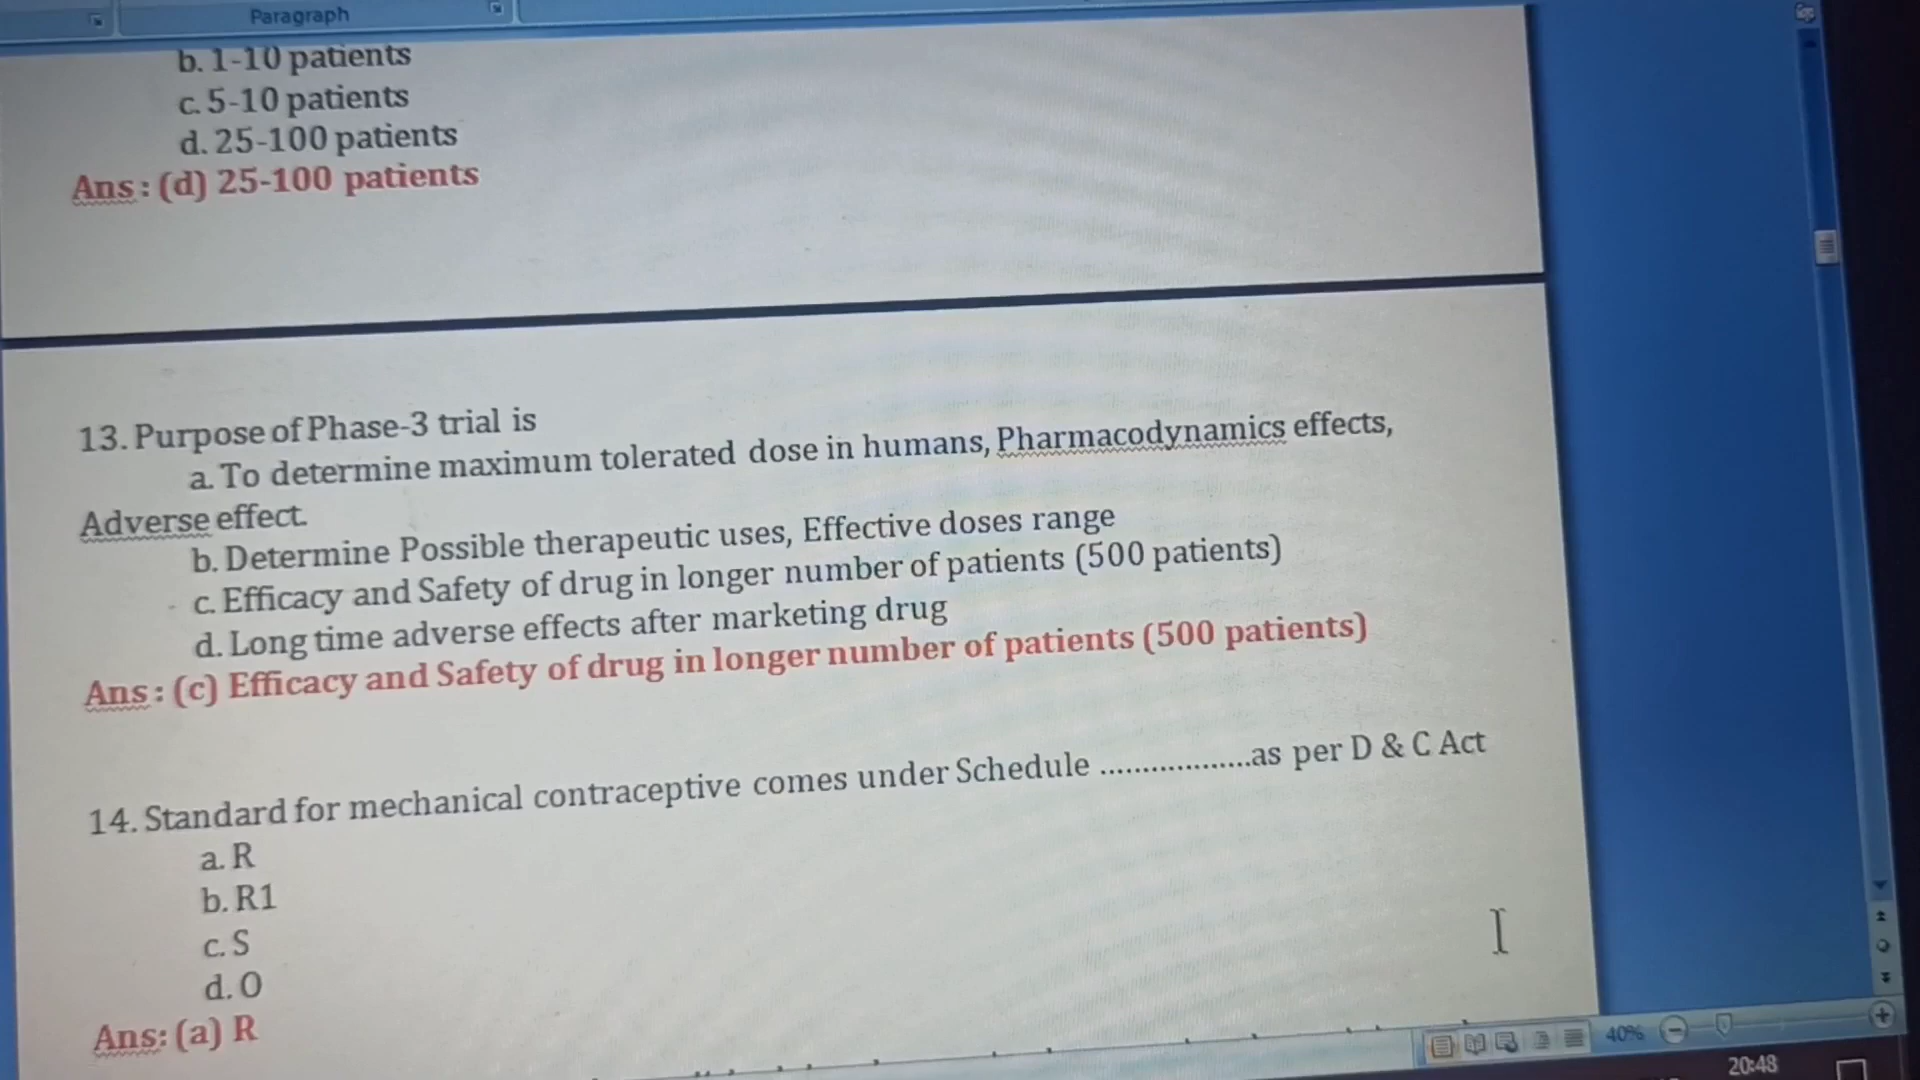 Paragraph
b. 1-10 patients
c. 5-10 patients
d. 25-100 patients
Ans : (d) 25-100 patients
13. Purpose of Phase-3 trial is
a. To determine maximum tolerated dose in humans, Pharmacodynamics effects,
Adverse effect.
b. Determine Possible therapeutic uses, Effective doses range
c. Efficacy and Safety of drug in longer number of patients (500 patients)
d. Long time adverse effects after marketing drug
Ans : (c) Efficacy and Safety of drug in longer number of patients (500 patients)
14. Standard for mechanical contraceptive comes under Schedule ..................as per D & C Act
a. R
b. R1
c. S
d. O
Ans: (a) R
40%
20:48